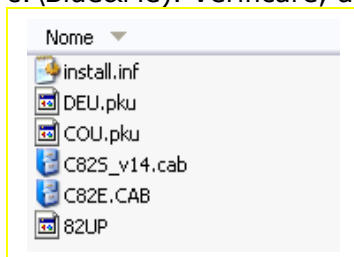 Nome
install.inf
DEU.pku
COU.pku
C82S_v14.cab
C82E.CAB
82UP